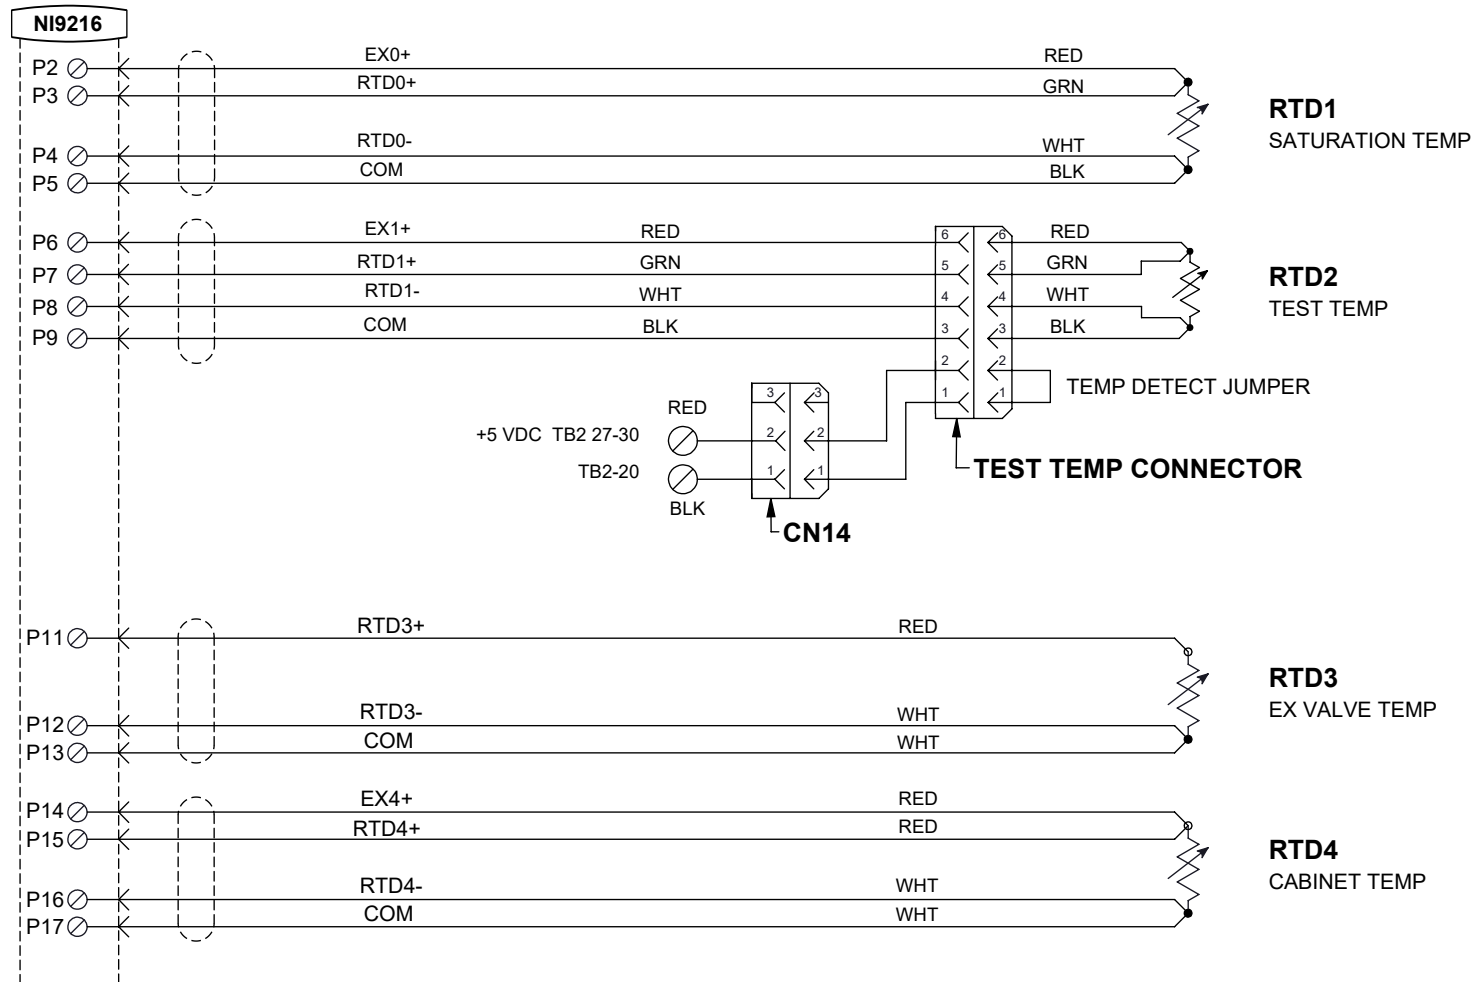 NI9216
P2 EX0+ RED
P3 RTD0+ GRN
RTD1
SATURATION TEMP
P4 RTD0- WHT
P5 COM BLK
P6 EX1+ RED 6 6 RED
P7 RTD1+ GRN 5 5 GRN
RTD2
TEST TEMP
P8 RTD1- WHT 4 4 WHT
P9 COM BLK 3 3 BLK
2 2
TEMP DETECT JUMPER
1 1
3 3
RED
+5 VDC TB2 27-30 2 2
TB2-20 1 1
BLK
TEST TEMP CONNECTOR
CN14
P11 RTD3+ RED
RTD3
EX VALVE TEMP
P12 RTD3- WHT
P13 COM WHT
P14 EX4+ RED
P15 RTD4+ RED
RTD4
CABINET TEMP
P16 RTD4- WHT
P17 COM WHT